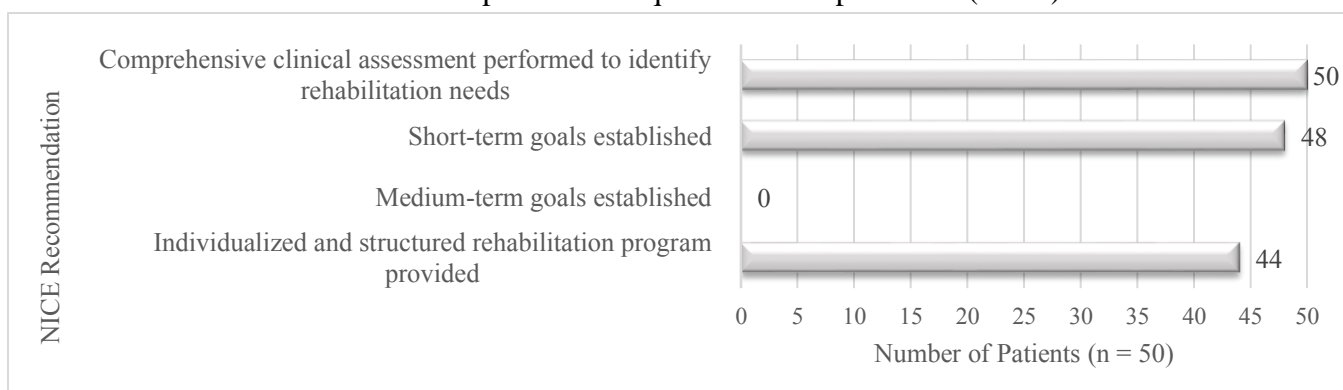 Comprehensive clinical assessment performed to identify
rehabilitation needs
50
Short-term goals established
48
Medium-term goals established
0
Individualized and structured rehabilitation program
provided
44
NICE Recommendation
0 5 10 15 20 25 30 35 40 45 50
Number of Patients (n = 50)